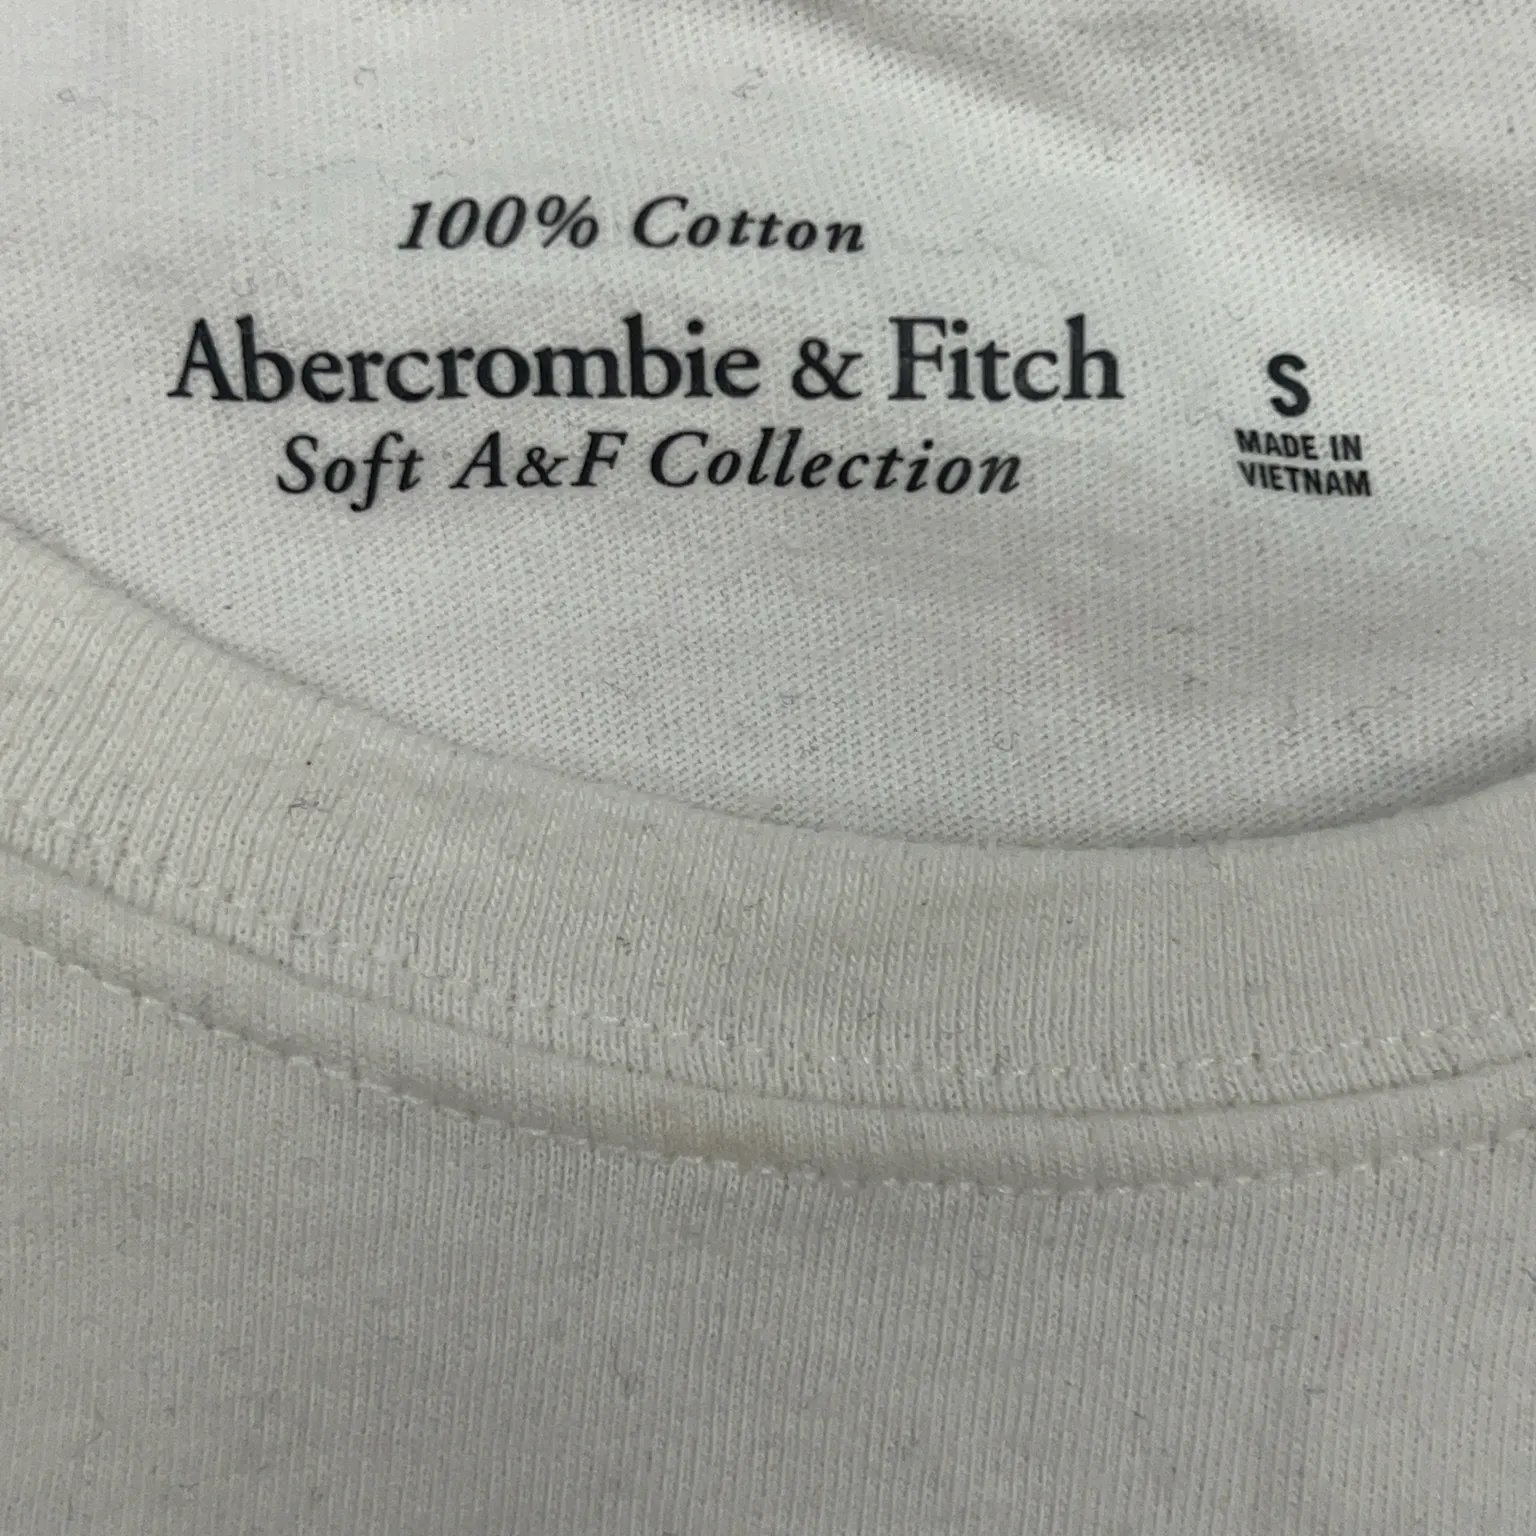 100% Cotton
Abercrombie & Fitch
Soft A&F Collection
S
MADE IN
VIETNAM